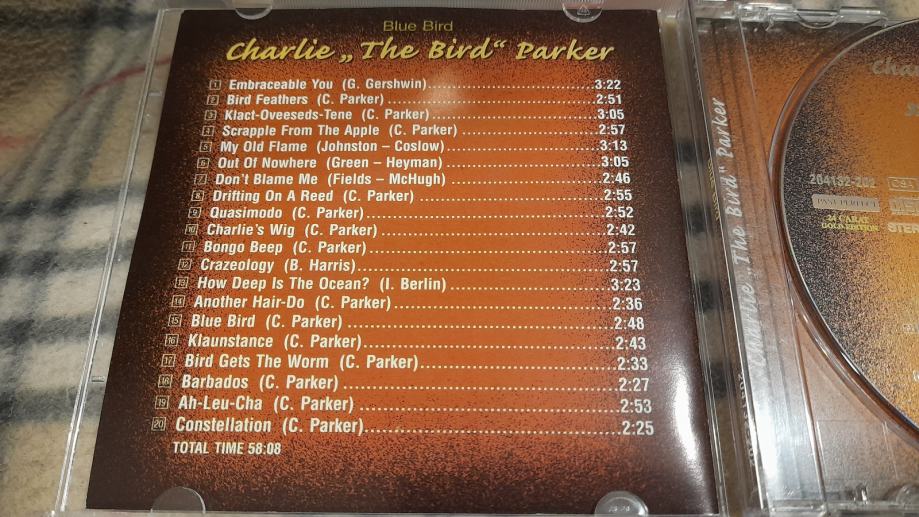 Blue Bird
Charlie „The Bird“ Parker
1 Embraceable You (G. Gershwin) 3:22
2 Bird Feathers (C. Parker) 2:51
3 Klact-Oveeseds-Tene (C. Parker) 3:05
4 Scrapple From The Apple (C. Parker) 2:57
5 My Old Flame (Johnston – Coslow) 3:13
6 Out Of Nowhere (Green – Heyman) 3:05
7 Don't Blame Me (Fields – McHugh) 2:46
8 Drifting On A Reed (C. Parker) 2:55
9 Quasimodo (C. Parker) 2:52
10 Charlie's Wig (C. Parker) 2:42
11 Bongo Beep (C. Parker) 2:57
12 Crazeology (B. Harris) 2:57
13 How Deep Is The Ocean? (I. Berlin) 3:23
14 Another Hair-Do (C. Parker) 2:36
15 Blue Bird (C. Parker) 2:48
16 Klaunstance (C. Parker) 2:43
17 Bird Gets The Worm (C. Parker) 2:33
18 Barbados (C. Parker) 2:27
19 Ah-Leu-Cha (C. Parker) 2:53
20 Constellation (C. Parker) 2:25
TOTAL TIME 58:08
Charlie „The Bird“ Parker
204132-202
PAST PERFECT
24 CARAT
GOLD EDITION